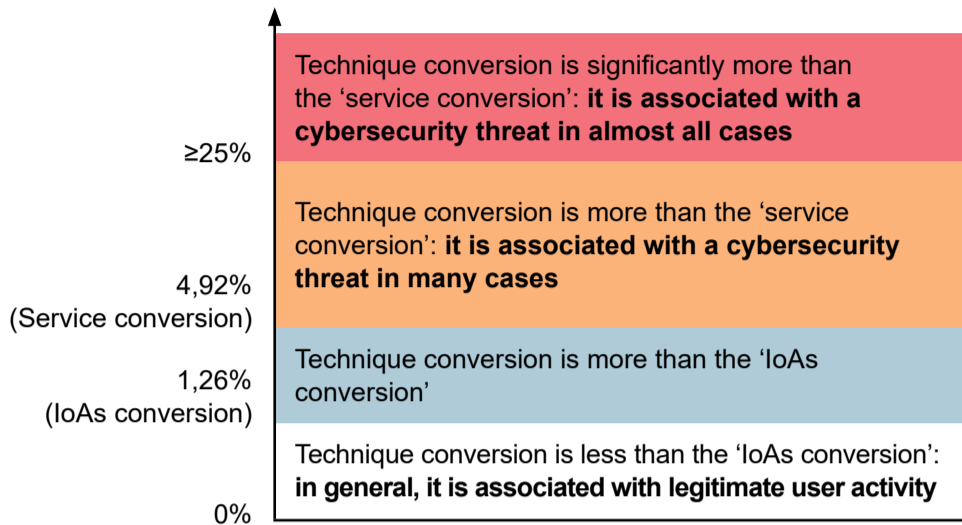 Technique conversion is significantly more than
the ‘service conversion’: it is associated with a
cybersecurity threat in almost all cases
≥25%
Technique conversion is more than the ‘service
conversion’: it is associated with a cybersecurity
threat in many cases
4,92%
(Service conversion)
Technique conversion is more than the ‘IoAs
conversion’
1,26%
(IoAs conversion)
Technique conversion is less than the ‘IoAs conversion’:
in general, it is associated with legitimate user activity
0%